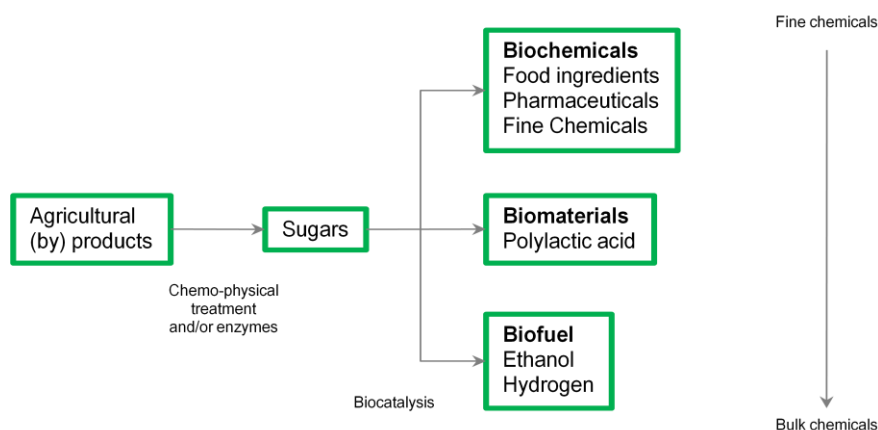 Fine chemicals
Biochemicals
Food ingredients
Pharmaceuticals
Fine Chemicals
Agricultural
(by) products
Sugars
Biomaterials
Polylactic acid
Chemo-physical
treatment
and/or enzymes
Biofuel
Ethanol
Hydrogen
Biocatalysis
Bulk chemicals